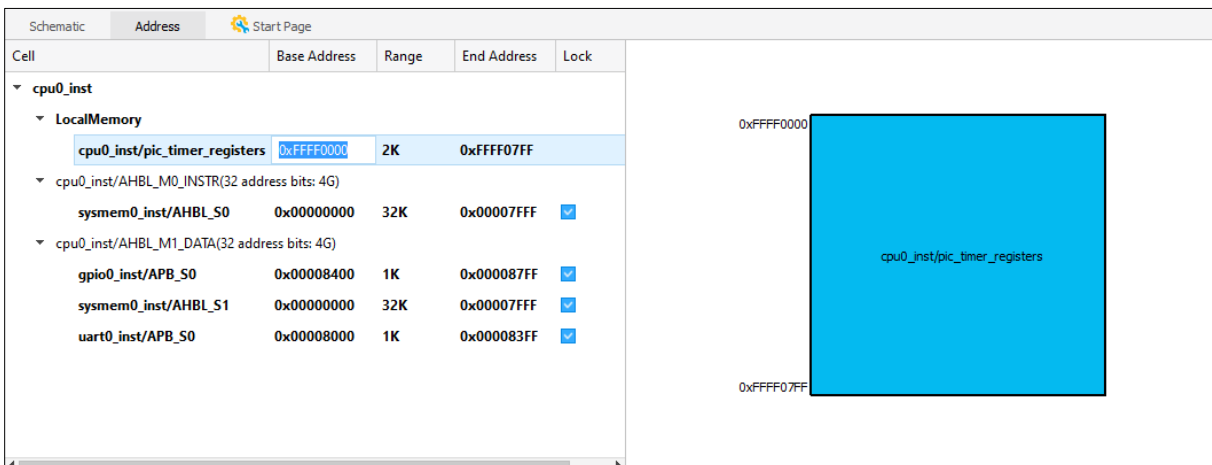 Schematic Address Start Page
Cell Base Address Range End Address Lock
cpu0_inst
LocalMemory
cpu0_inst/pic_timer_registers 0xFFFF0000 2K 0xFFFF07FF
cpu0_inst/AHBL_M0_INSTR(32 address bits: 4G)
sysmem0_inst/AHBL_S0 0x00000000 32K 0x00007FFF
cpu0_inst/AHBL_M1_DATA(32 address bits: 4G)
gpio0_inst/APB_S0 0x00008400 1K 0x000087FF
sysmem0_inst/AHBL_S1 0x00000000 32K 0x00007FFF
uart0_inst/APB_S0 0x00008000 1K 0x000083FF
0xFFFF0000
cpu0_inst/pic_timer_registers
0xFFFF07FF